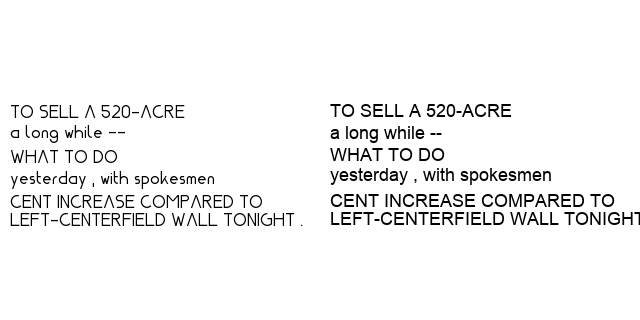 TO SELL A 520-ACRE
a long while --
WHAT TO DO
yesterday , with spokesmen
CENT INCREASE COMPARED TO
LEFT-CENTERFIELD WALL TONIGHT .
TO SELL A 520-ACRE
a long while --
WHAT TO DO
yesterday , with spokesmen
CENT INCREASE COMPARED TO
LEFT-CENTERFIELD WALL TONIGHT